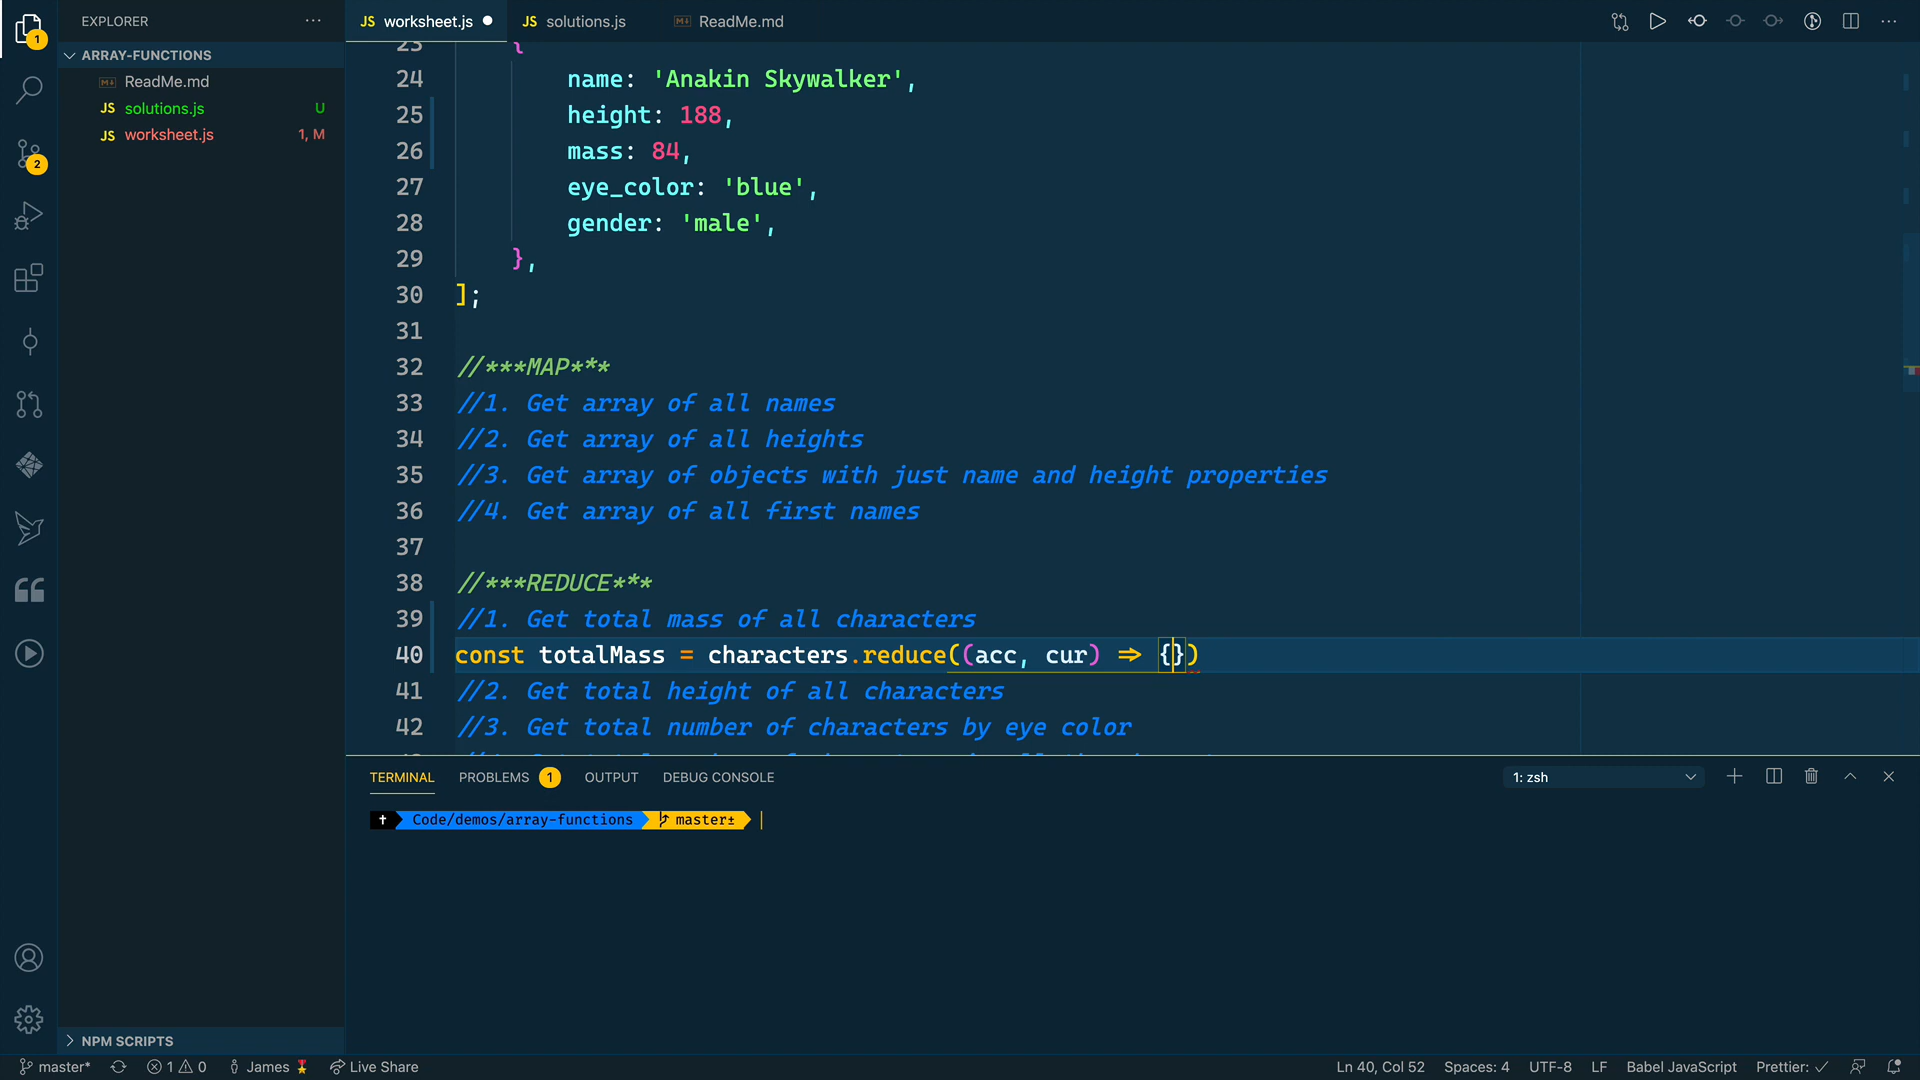 EXPLORER
ARRAY-FUNCTIONS
ReadMe.md
JS solutions.js U
JS worksheet.js 1, M
NPM SCRIPTS
1
2
JS worksheet.js
JS solutions.js
ReadMe.md
23 {
24 name: 'Anakin Skywalker',
25 height: 188,
26 mass: 84,
27 eye_color: 'blue',
28 gender: 'male',
29 },
30 ];
31
32 //***MAP***
33 //1. Get array of all names
34 //2. Get array of all heights
35 //3. Get array of objects with just name and height properties
36 //4. Get array of all first names
37
38 //***REDUCE***
39 //1. Get total mass of all characters
40 const totalMass = characters.reduce((acc, cur) => {})
41 //2. Get total height of all characters
42 //3. Get total number of characters by eye color
TERMINAL PROBLEMS 1 OUTPUT DEBUG CONSOLE 1: zsh
Code/demos/array-functions master±
master* 1 0 James Live Share Ln 40, Col 52 Spaces: 4 UTF-8 LF Babel JavaScript Prettier: ✓